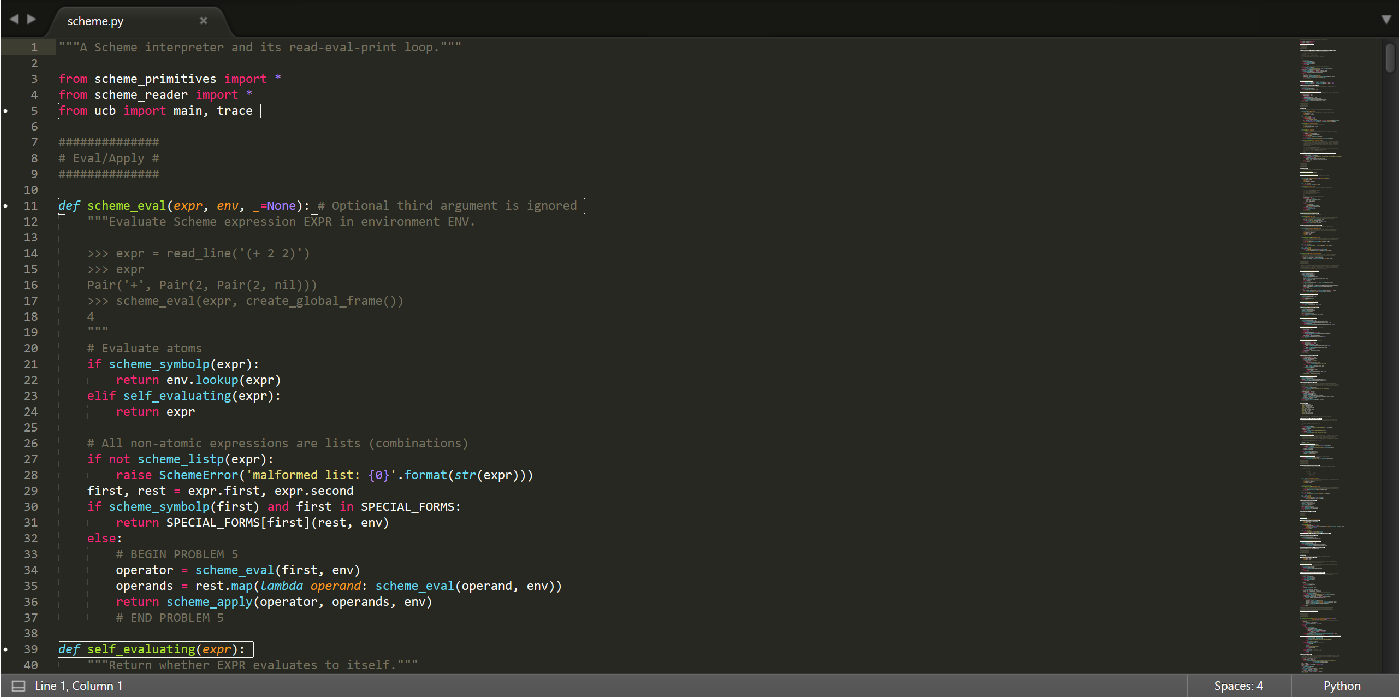 scheme.py ×
1 """A Scheme interpreter and its read-eval-print loop."""
2
3 from scheme_primitives import *
4 from scheme_reader import *
5 from ucb import main, trace
6
7 ##############
8 # Eval/Apply #
9 ##############
10
11 def scheme_eval(expr, env, _=None): # Optional third argument is ignored
12     """Evaluate Scheme expression EXPR in environment ENV.
13
14     >>> expr = read_line('(+ 2 2)')
15     >>> expr
16     Pair('+', Pair(2, Pair(2, nil)))
17     >>> scheme_eval(expr, create_global_frame())
18     4
19     """
20     # Evaluate atoms
21     if scheme_symbolp(expr):
22         return env.lookup(expr)
23     elif self_evaluating(expr):
24         return expr
25
26     # All non-atomic expressions are lists (combinations)
27     if not scheme_listp(expr):
28         raise SchemeError('malformed list: {0}'.format(str(expr)))
29     first, rest = expr.first, expr.second
30     if scheme_symbolp(first) and first in SPECIAL_FORMS:
31         return SPECIAL_FORMS[first](rest, env)
32     else:
33         # BEGIN PROBLEM 5
34         operator = scheme_eval(first, env)
35         operands = rest.map(lambda operand: scheme_eval(operand, env))
36         return scheme_apply(operator, operands, env)
37         # END PROBLEM 5
38
39 def self_evaluating(expr):
40     """Return whether EXPR evaluates to itself."""
Line 1, Column 1 Spaces: 4 Python